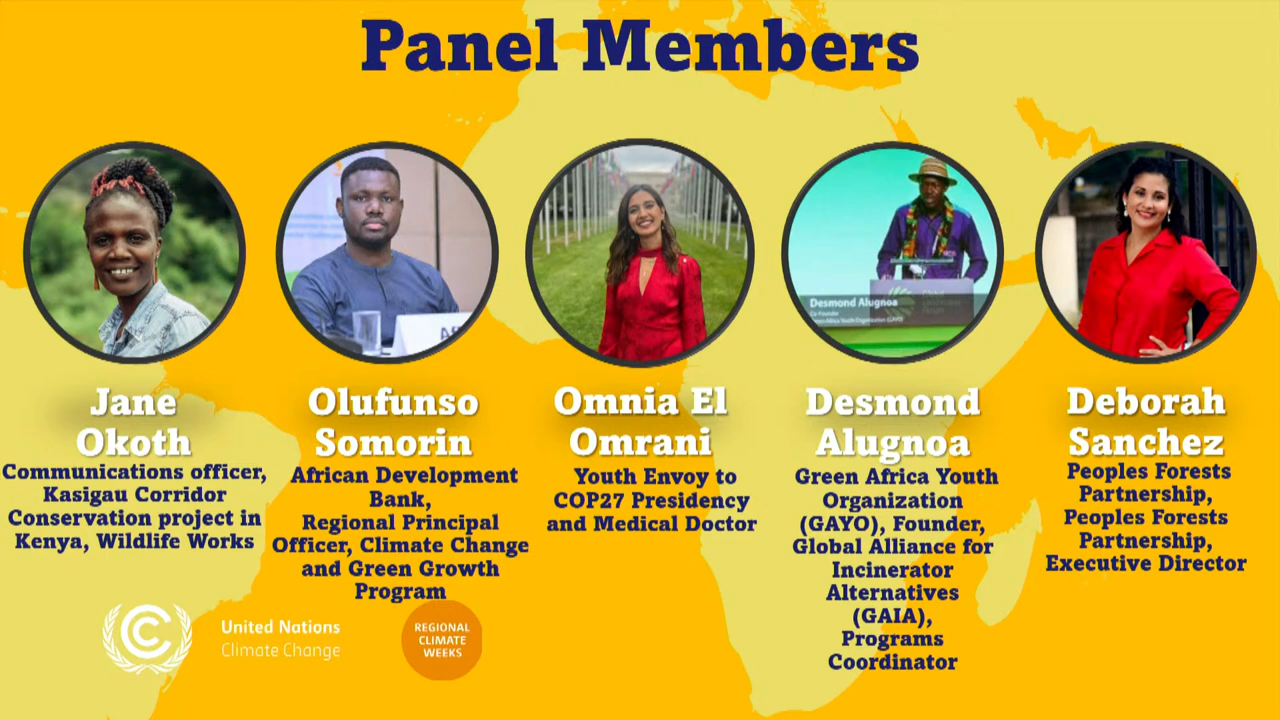 Panel Members
Jane
Okoth
Communications officer,
Kasigau Corridor
Conservation project in
Kenya, Wildlife Works
Olufunso
Somorin
African Development
Bank,
Regional Principal
Officer, Climate Change
and Green Growth
Program
Omnia El
Omrani
Youth Envoy to
COP27 Presidency
and Medical Doctor
Desmond Alugnoa
Co-Founder
Desmond
Alugnoa
Green Africa Youth
Organization
(GAYO), Founder,
Global Alliance for
Incinerator
Alternatives
(GAIA),
Programs
Coordinator
Deborah
Sanchez
Peoples Forests
Partnership,
Peoples Forests
Partnership,
Executive Director
United Nations
Climate Change
REGIONAL
CLIMATE
WEEKS